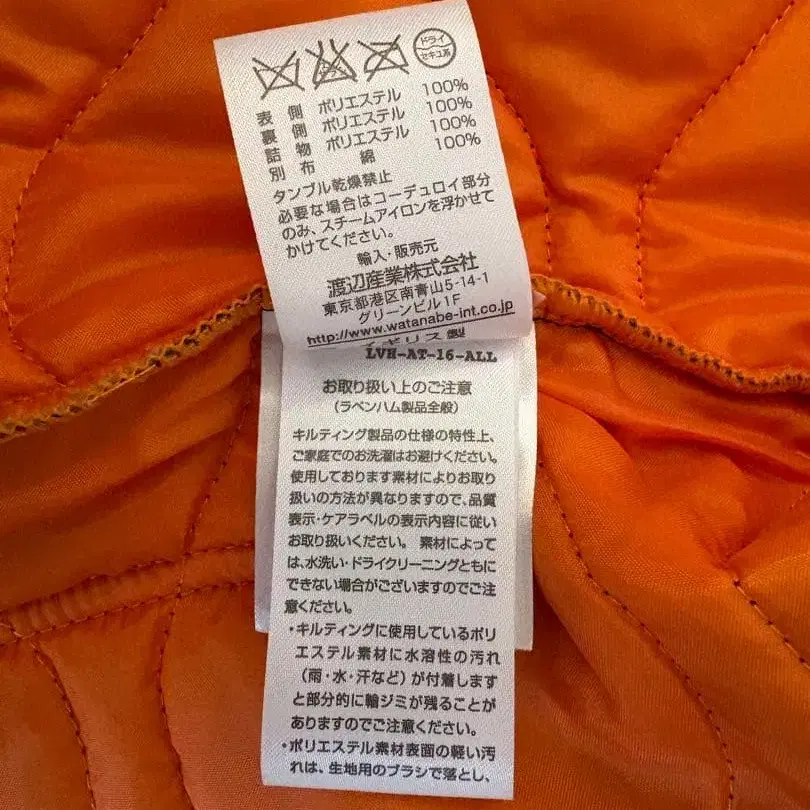 ドライ
セキユ系
表側 ポリエステル 100%
裏側 ポリエステル 100%
詰物 ポリエステル 100%
別布 綿 100%
タンブル乾燥禁止
必要な場合はコーデュロイ部分
のみ、スチームアイロンを浮かせて
かけてください。
輸入・販売元
渡辺産業株式会社
東京都港区南青山5-14-1
グリーンビル1F
http://www.watanabe-int.co.jp
イギリス製
LVH-AT-16-ALL
お取り扱い上のご注意
(ラベンハム製品全般)
キルティング製品の仕様の特性上、
ご家庭でのお洗濯はお避けください。
使用しております素材によりお取り
扱いの方法が異なりますので、品質
表示・ケアラベルの表示内容に従い
お取り扱いください。 素材によって
は、水洗い・ドライクリーニングともに
できない場合がございますのでご注
意ください。
・キルティングに使用しているポリ
エステル素材に水溶性の汚れ
(雨・水・汗など)が付着します
と部分的に輪ジミが残ることが
ありますのでご注意ください。
・ポリエステル素材表面の軽い汚
れは、生地用のブラシで落とし、